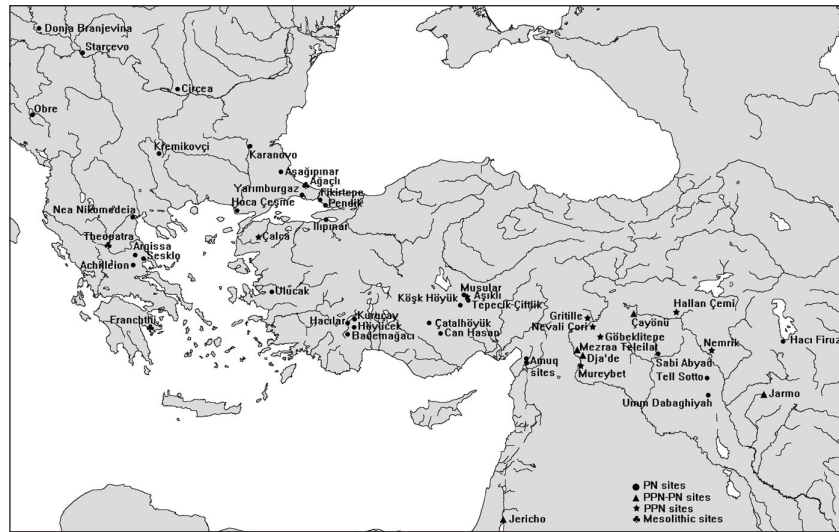 Donja Branjevina
Starçevo
Cirçea
Obre
Kremikovçi
Karanovo
Aşağıpınar
Ağaçlı
Yarımburgaz
Fikirtepe
Pendik
Hoca Çeşme
Nea Nikomedeia
Ilıpınar
Theopatra
Çalca
Argissa
Sesklo
Achilleion
Ulucak
Musular
Aşıklı
Köşk Höyük
Tepecik-Çiftlik
Hallan Çemi
Gritille
Çayönü
Franchthi
Kuruçay
Hacılar
Höyücek
Bademağacı
Çatalhöyük
Can Hasan
Nevali Çori
Göbeklitepe
Mezraa Teleilat
Nemrik
Hacı Firuz
Dja'de
Amuq
sites
Sabi Abyad
Mureybet
Tell Sotto
Umm Dabaghiyah
Jarmo
Jericho
PN sites
PPN-PN sites
PPN sites
Mesolithic sites